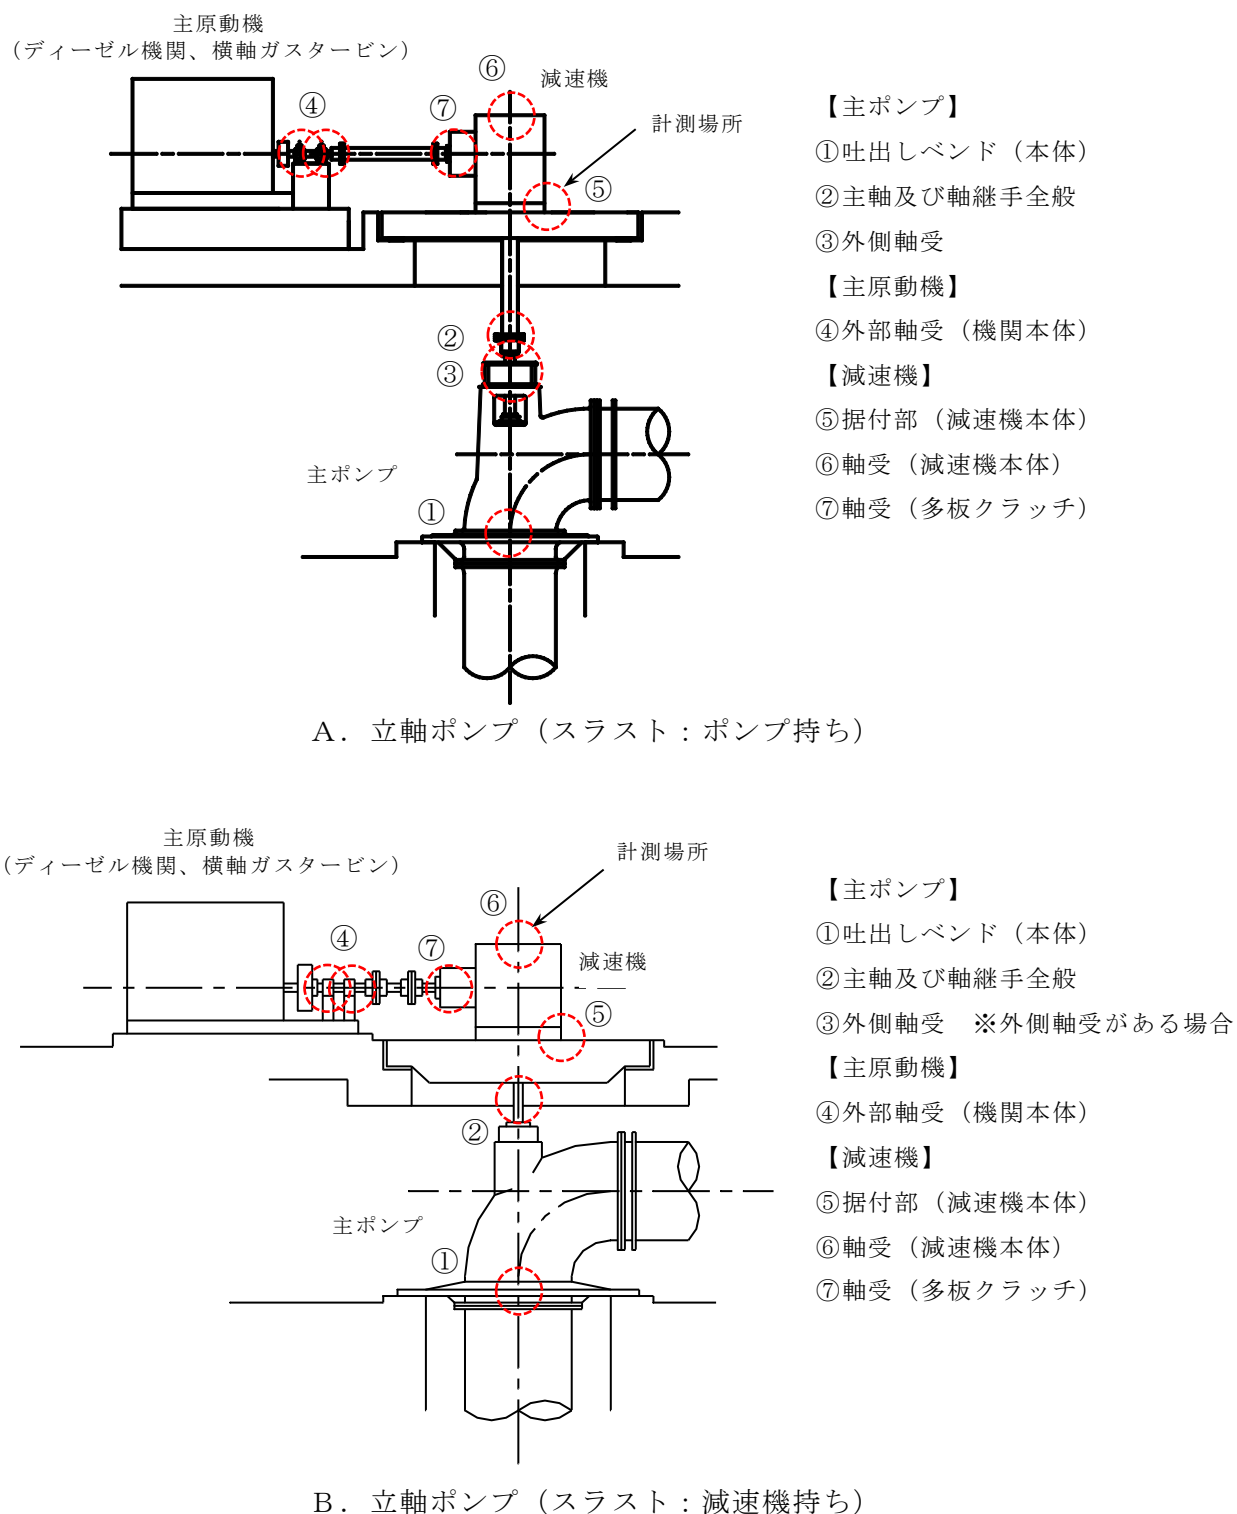 主原動機
（ディーゼル機関、横軸ガスタービン）
⑥
減速機
④
⑦
計測場所
⑤
②
③
主ポンプ
①
【主ポンプ】
①吐出しベンド（本体）
②主軸及び軸継手全般
③外側軸受
【主原動機】
④外部軸受（機関本体）
【減速機】
⑤据付部（減速機本体）
⑥軸受（減速機本体）
⑦軸受（多板クラッチ）
Ａ．立軸ポンプ（スラスト：ポンプ持ち）
主原動機
（ディーゼル機関、横軸ガスタービン）
計測場所
⑥
④
⑦
減速機
⑤
②
主ポンプ
①
【主ポンプ】
①吐出しベンド（本体）
②主軸及び軸継手全般
③外側軸受　※外側軸受がある場合
【主原動機】
④外部軸受（機関本体）
【減速機】
⑤据付部（減速機本体）
⑥軸受（減速機本体）
⑦軸受（多板クラッチ）
Ｂ．立軸ポンプ（スラスト：減速機持ち）